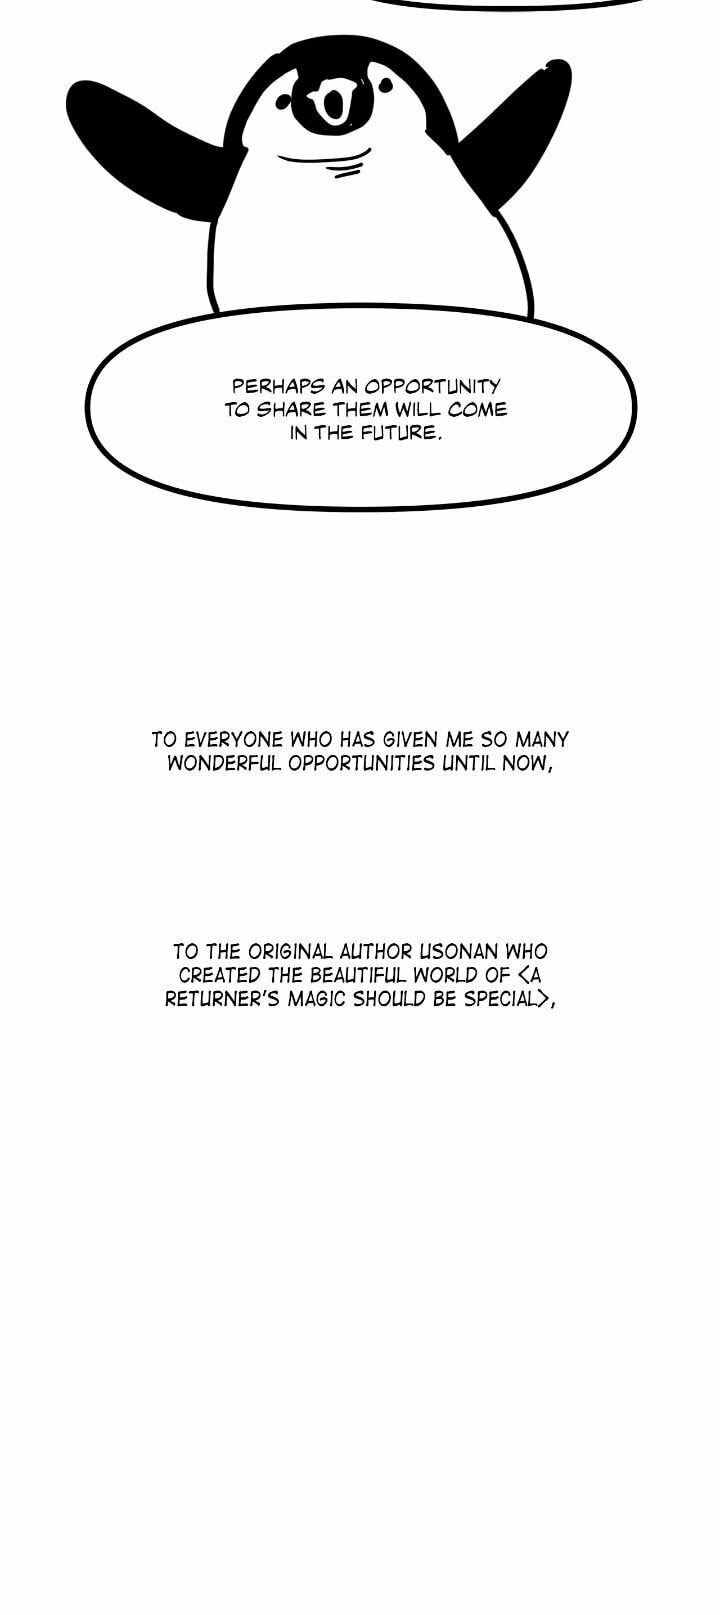 PERHAPS AN OPPORTUNITY
TO SHARE THEM WILL COME
IN THE FUTURE.
TO EVERYONE WHO HAS GIVEN ME SO MANY
WONDERFUL OPPORTUNITIES UNTIL NOW,
TO THE ORIGINAL AUTHOR USONAN WHO
CREATED THE BEAUTIFUL WORLD OF <A
RETURNER'S MAGIC SHOULD BE SPECIAL>,